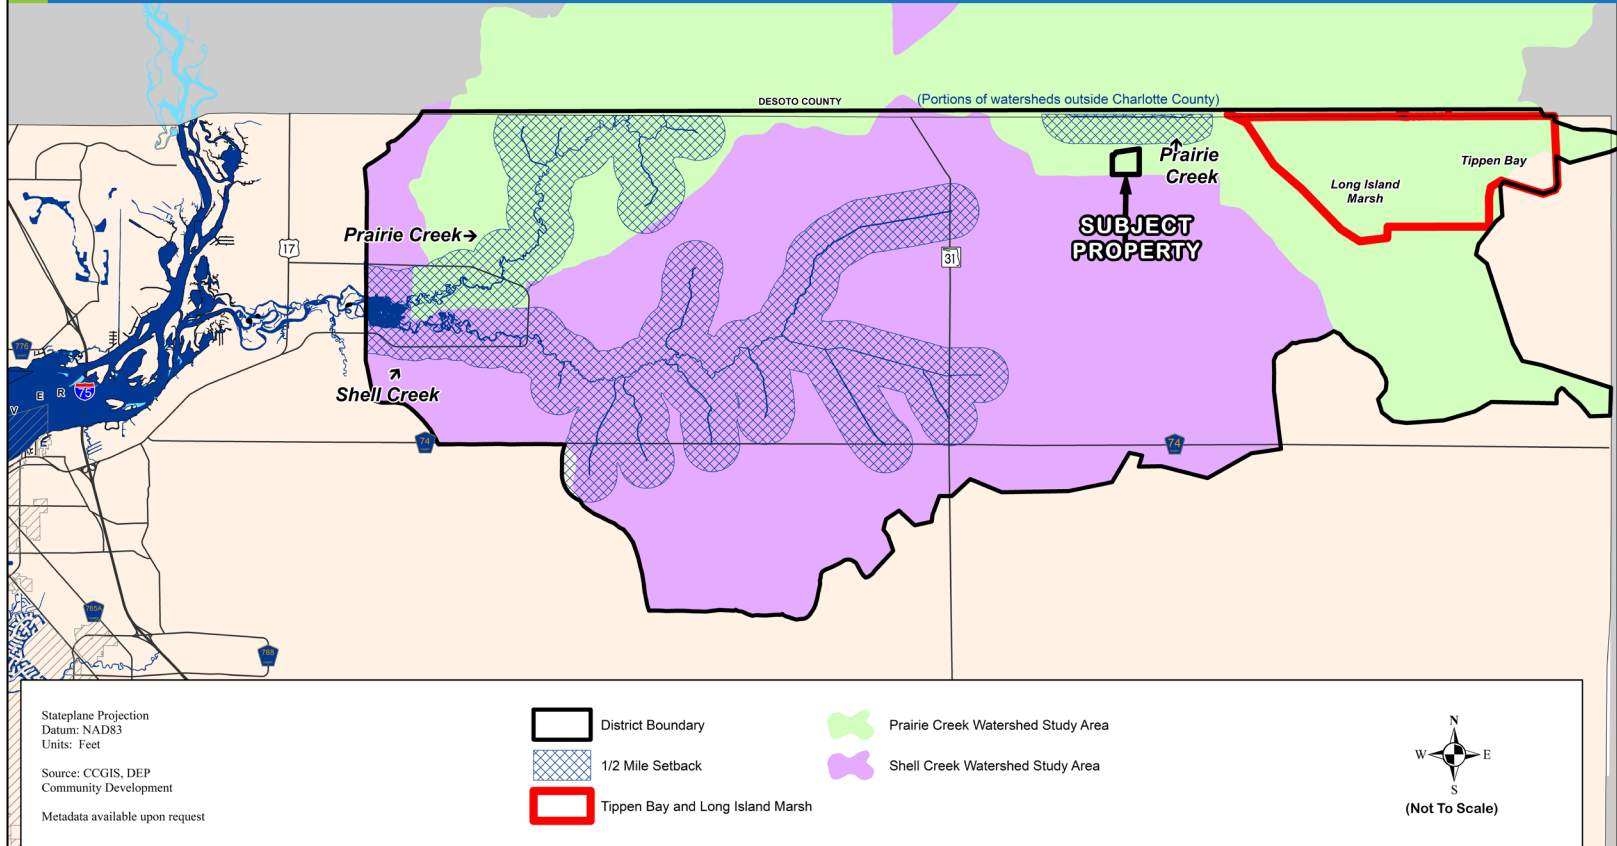 DESOTO COUNTY
(Portions of watersheds outside Charlotte County)
Prairie
Creek
Tippen Bay
Long Island
Marsh
SUBJECT
PROPERTY
Prairie Creek
17
31
776
75
V E R
Shell Creek
74
74
765A
768
Stateplane Projection
Datum: NAD83
Units: Feet
Source: CCGIS, DEP
Community Development
Metadata available upon request
District Boundary
1/2 Mile Setback
Tippen Bay and Long Island Marsh
Prairie Creek Watershed Study Area
Shell Creek Watershed Study Area
N
W E
S
(Not To Scale)